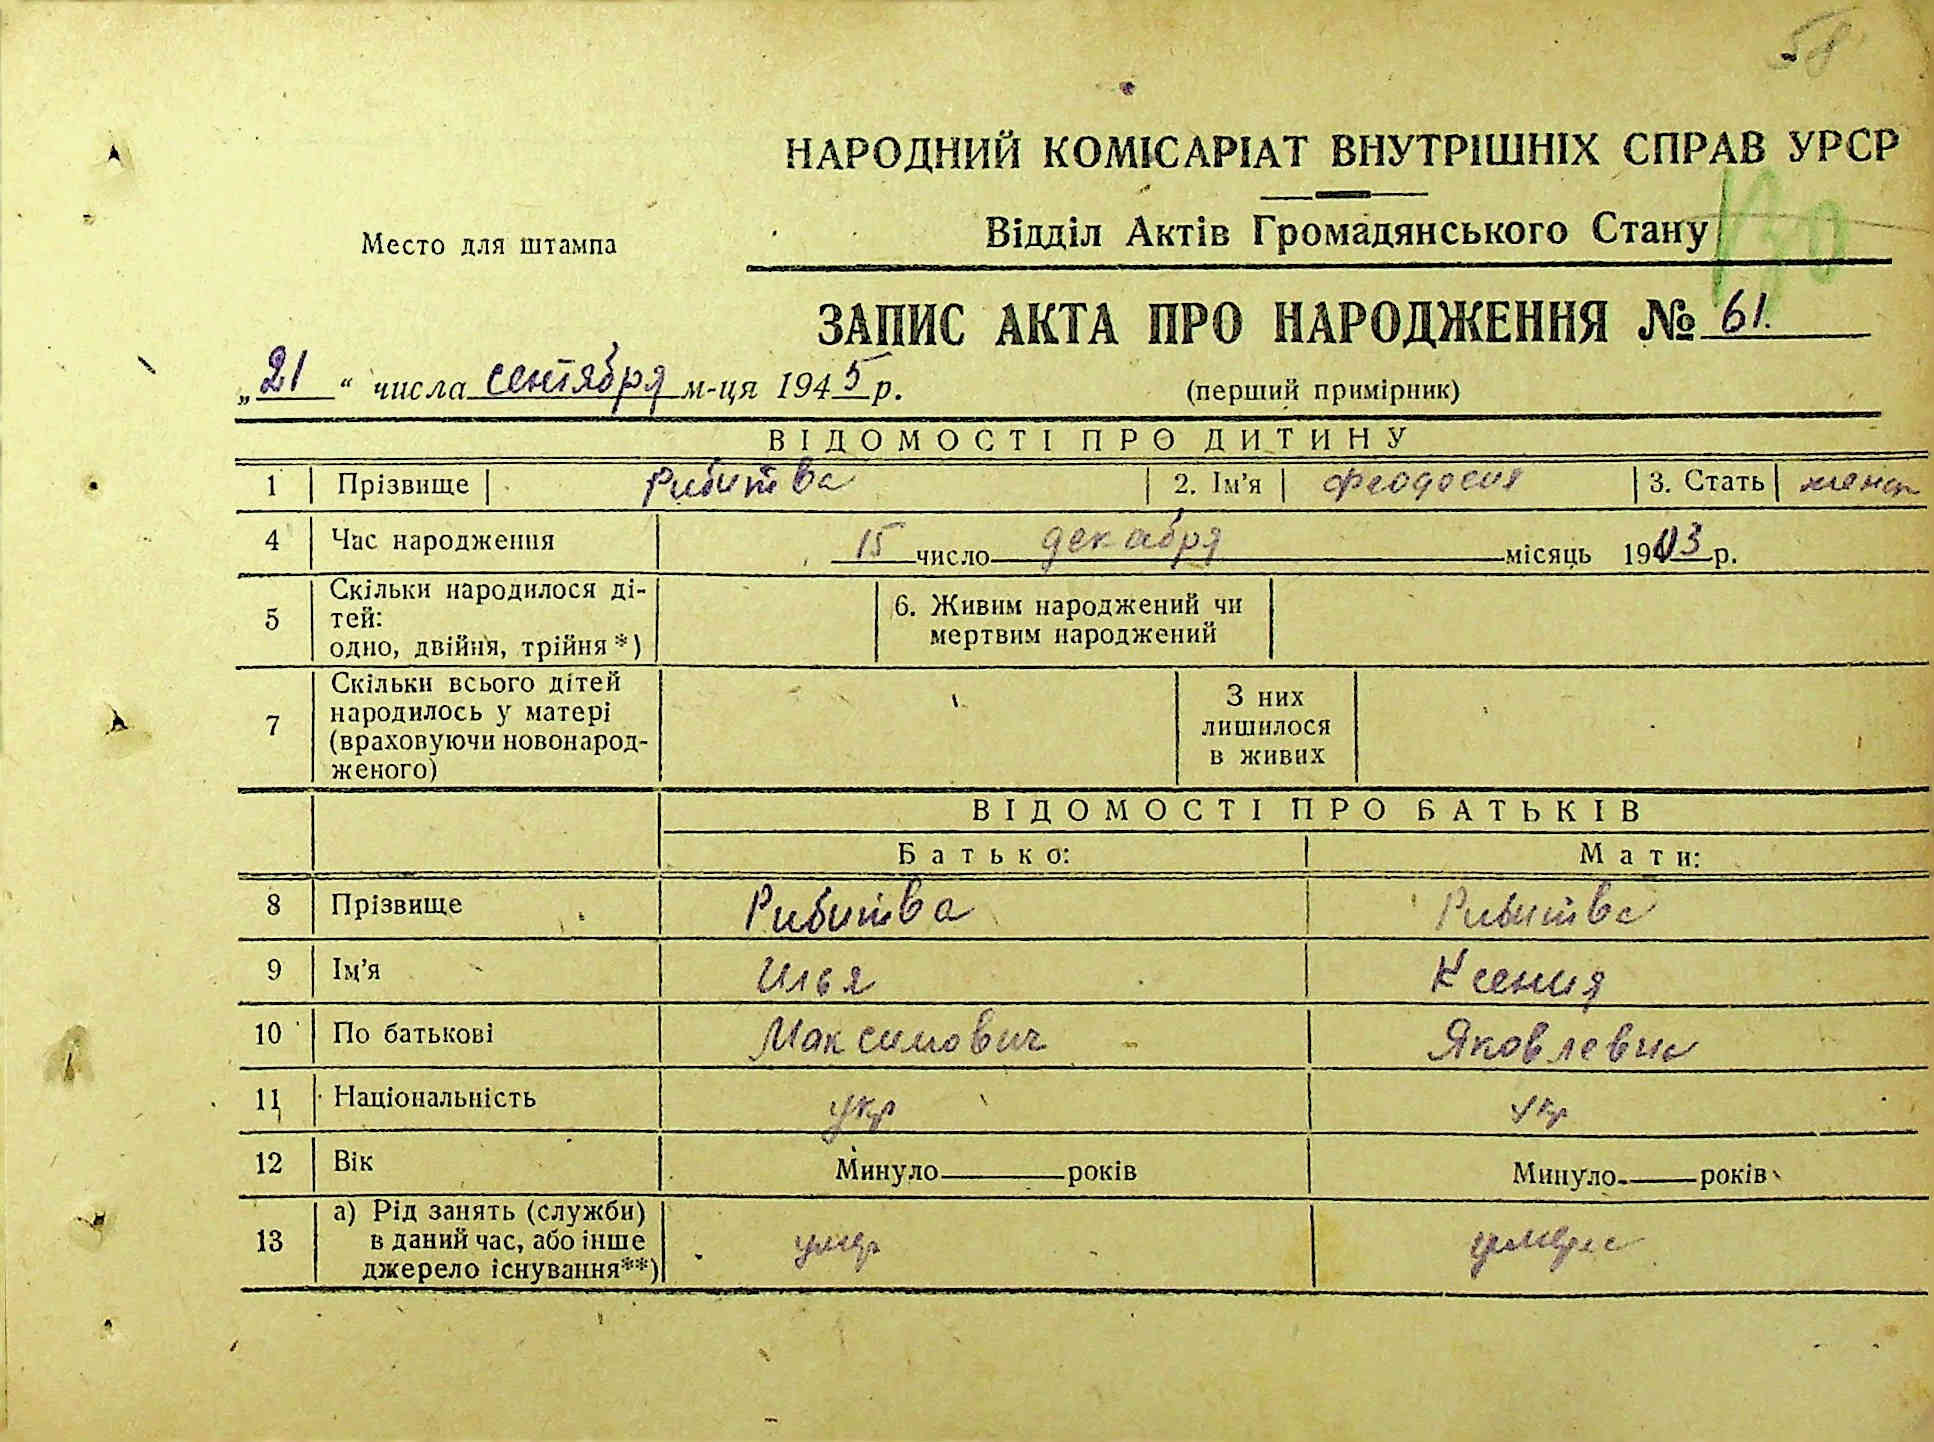 58
НАРОДНИЙ КОМІСАРІАТ ВНУТРІШНІХ СПРАВ УРСР
Место для штампа
Відділ Актів Громадянського Стану
130
ЗАПИС АКТА ПРО НАРОДЖЕННЯ № 61.
„21“ числа сентября м-ця 1945 р.
(перший примірник)
ВІДОМОСТІ ПРО ДИТИНУ
1 Прізвище Рибитва 2. Ім'я Феодосия 3. Стать женск
4 Час народження 15 число декабря місяць 1903 р.
5 Скільки народилося ді-
тей:
одно, двійня, трійня *)
6. Живим народжений чи
мертвим народжений
7 Скільки всього дітей
народилось у матері
(враховуючи новонарод-
женого)
З них
лишилося
в живих
ВІДОМОСТІ ПРО БАТЬКІВ
Батько: Мати:
8 Прізвище Рибитва Рибитва
9 Ім'я Илья Ксения
10 По батькові Максимович Яковлевна
11 Національність укр укр
12 Вік Минуло років Минуло років
13 а) Рід занять (служби)
в даний час, або інше
джерело існування**)
умер умерла